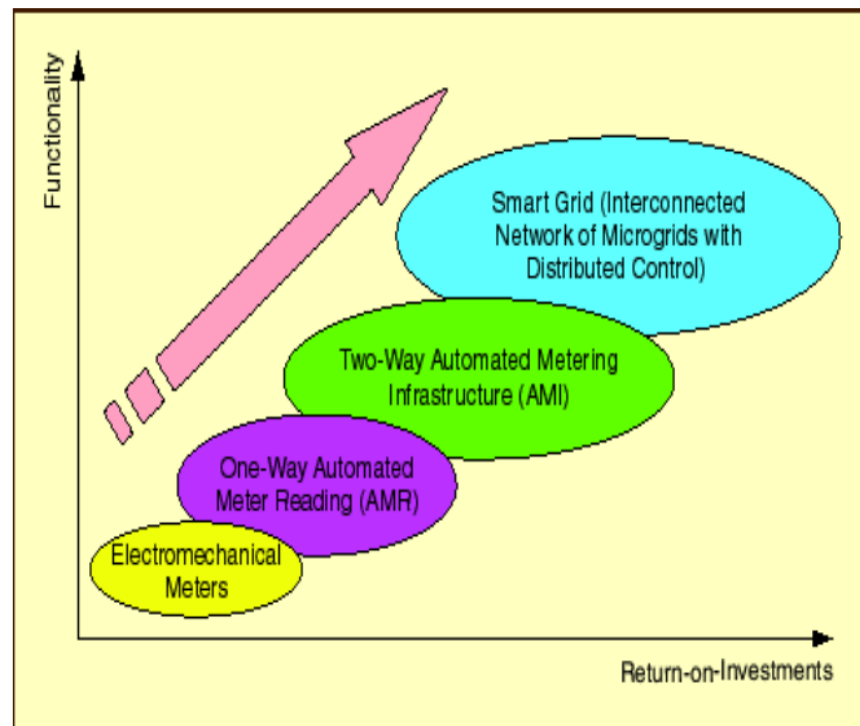 Functionality
Smart Grid (Interconnected
Network of Microgrids with
Distributed Control)
Two-Way Automated Metering
Infrastructure (AMI)
One-Way Automated
Meter Reading (AMR)
Electromechanical
Meters
Return-on-Investments